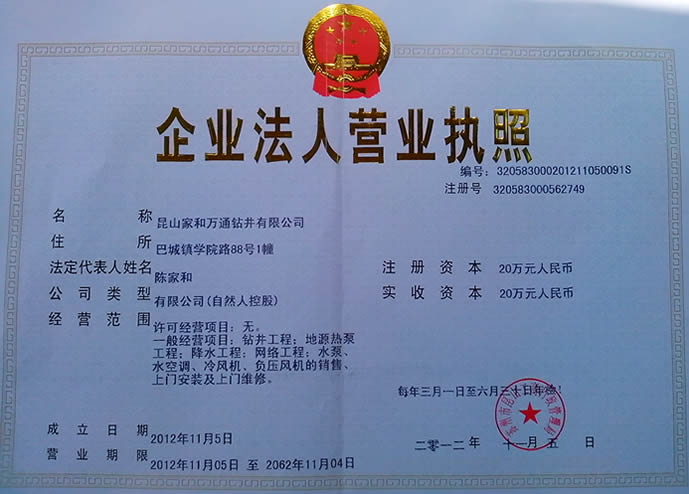 企业法人营业执照
编号：320583000201211050091S
注册号 320583000562749
名 称 昆山家和万通钻井有限公司
住 所 巴城镇学院路88号1幢
法定代表人姓名 陈家和
注 册 资 本 20万元人民币
公 司 类 型 有限公司(自然人控股)
实 收 资 本 20万元人民币
经 营 范 围 许可经营项目：无。
一般经营项目：钻井工程；地源热泵
工程；降水工程；网络工程；水泵、
水空调、冷风机、负压风机的销售、
上门安装及上门维修。
每年三月一日至六月三十日年检！
成 立 日 期 2012年11月5日
二零一二 年 十一 月 五 日
营 业 期 限 2012年11月05日 至 2062年11月04日